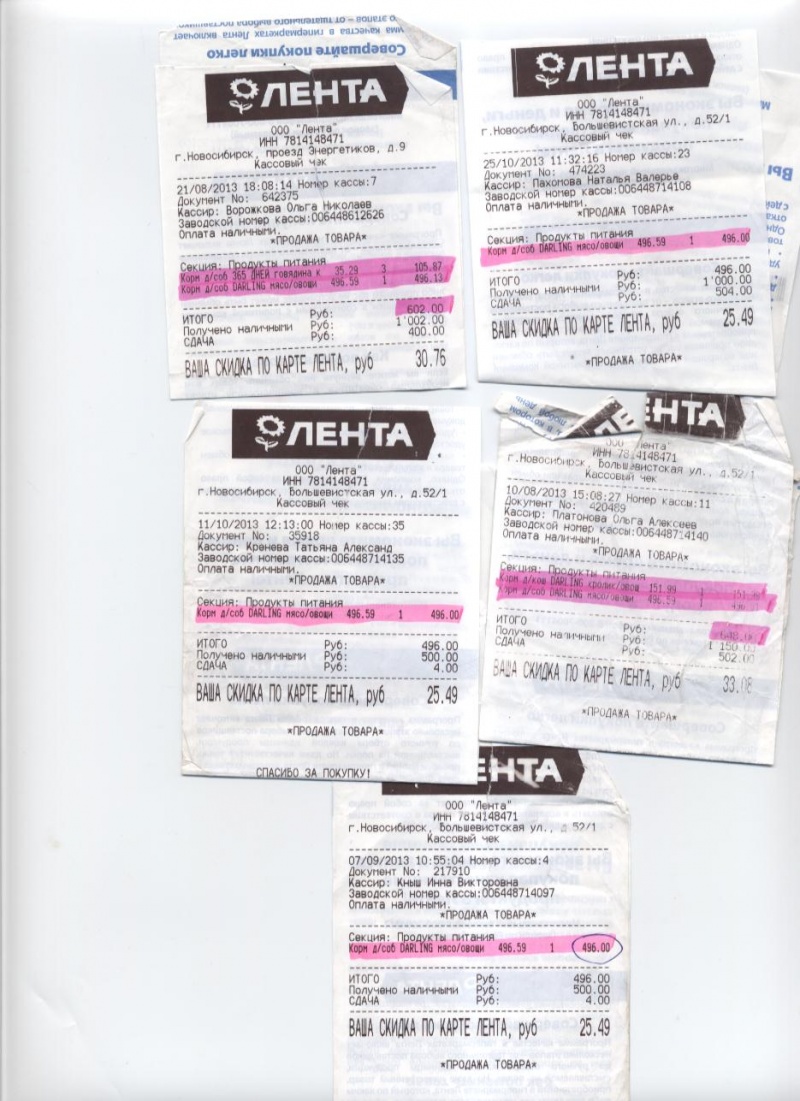 Совершайте покупки легко
ЛЕНТА
ООО "Лента"
ИНН 7814148471
г.Новосибирск, проезд Энергетиков, д.9
Кассовый чек
21/08/2013 18:08:14 Номер кассы:7
Документ No: 642375
Кассир: Ворожкова Ольга Николаев
Заводской номер кассы:006448612626
Оплата наличными.
*ПРОДАЖА ТОВАРА*
Секция: Продукты питания
Корм д/соб 365 ДНЕЙ говядина к 35.29 3 105.87
Корм д/соб DARLING мясо/овощи 496.59 1 496.13
ИТОГО Руб: 602.00
Получено наличными Руб: 1'002.00
СДАЧА Руб: 400.00
ВАША СКИДКА ПО КАРТЕ ЛЕНТА, руб 30.76
ЛЕНТА
ООО "Лента"
ИНН 7814148471
г.Новосибирск, Большевистская ул., д.52/1
Кассовый чек
25/10/2013 11:32:16 Номер кассы:23
Документ No: 474223
Кассир: Пахомова Наталья Валерье
Заводской номер кассы:006448714108
Оплата наличными.
*ПРОДАЖА ТОВАРА*
Секция: Продукты питания
Корм д/соб DARLING мясо/овощи 496.59 1 496.00
ИТОГО Руб: 496.00
Получено наличными Руб: 1'000.00
СДАЧА Руб: 504.00
ВАША СКИДКА ПО КАРТЕ ЛЕНТА, руб 25.49
*ПРОДАЖА ТОВАРА*
ЛЕНТА
ООО "Лента"
ИНН 7814148471
г.Новосибирск, Большевистская ул., д.52/1
Кассовый чек
11/10/2013 12:13:00 Номер кассы:35
Документ No: 35918
Кассир: Кренева Татьяна Александ
Заводской номер кассы:006448714135
Оплата наличными.
*ПРОДАЖА ТОВАРА*
Секция: Продукты питания
Корм д/соб DARLING мясо/овощи 496.59 1 496.00
ИТОГО Руб: 496.00
Получено наличными Руб: 500.00
СДАЧА Руб: 4.00
ВАША СКИДКА ПО КАРТЕ ЛЕНТА, руб 25.49
*ПРОДАЖА ТОВАРА*
СПАСИБО ЗА ПОКУПКУ!
ЕНТА
ООО "Лента"
ИНН 7814148471
г.Новосибирск, Большевистская ул., д.52/1
Кассовый чек
10/08/2013 15:08:27 Номер кассы:11
Документ No: 420469
Кассир: Платонова Ольга Алексеев
Заводской номер кассы:006448714140
Оплата наличными.
*ПРОДАЖА ТОВАРА*
Секция: Продукты питания
Корм д/кош DARLING кролик/овощ 151.99 1
Корм д/соб DARLING мясо/овощи 496.59 1
ИТОГО Руб:
Получено наличными Руб: 1'150.00
СДАЧА Руб: 502.00
ВАША СКИДКА ПО КАРТЕ ЛЕНТА, руб 33.08
*ПРОДАЖА ТОВАРА*
ЕНТА
ООО "Лента"
ИНН 7814148471
г.Новосибирск, Большевистская ул., д.52/1
Кассовый чек
07/09/2013 10:55:04 Номер кассы:4
Документ No: 217910
Кассир: Кныш Инна Викторовна
Заводской номер кассы:006448714097
Оплата наличными.
*ПРОДАЖА ТОВАРА*
Секция: Продукты питания
Корм д/соб DARLING мясо/овощи 496.59 1 496.00
ИТОГО Руб: 496.00
Получено наличными Руб: 500.00
СДАЧА Руб: 4.00
ВАША СКИДКА ПО КАРТЕ ЛЕНТА, руб 25.49
*ПРОДАЖА ТОВАРА*